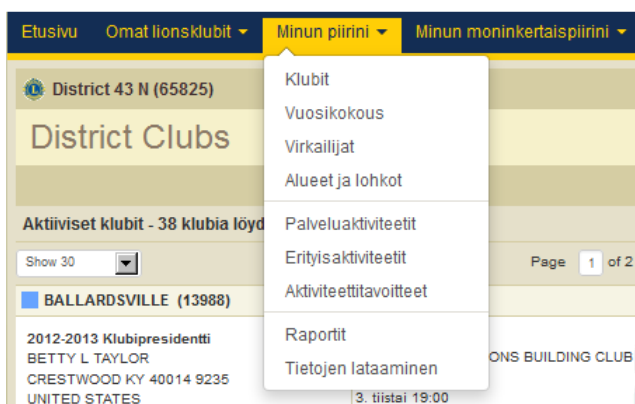 Etusivu Omat lionsklubit Minun piirini Minun moninkertaispiirini
District 43 N (65825)
District Clubs
Aktiiviset klubit - 38 klubia löyd
Show 30
Page 1 of 2
BALLARDSVILLE (13988)
2012-2013 Klubipresidentti
BETTY L TAYLOR
CRESTWOOD KY 40014 9235
UNITED STATES
Klubit
Vuosikokous
Virkailijat
Alueet ja lohkot
Palveluaktiviteetit
Erityisaktiviteetit
Aktiviteettitavoitteet
Raportit
Tietojen lataaminen
ONS BUILDING CLUB
3. tiistai 19:00